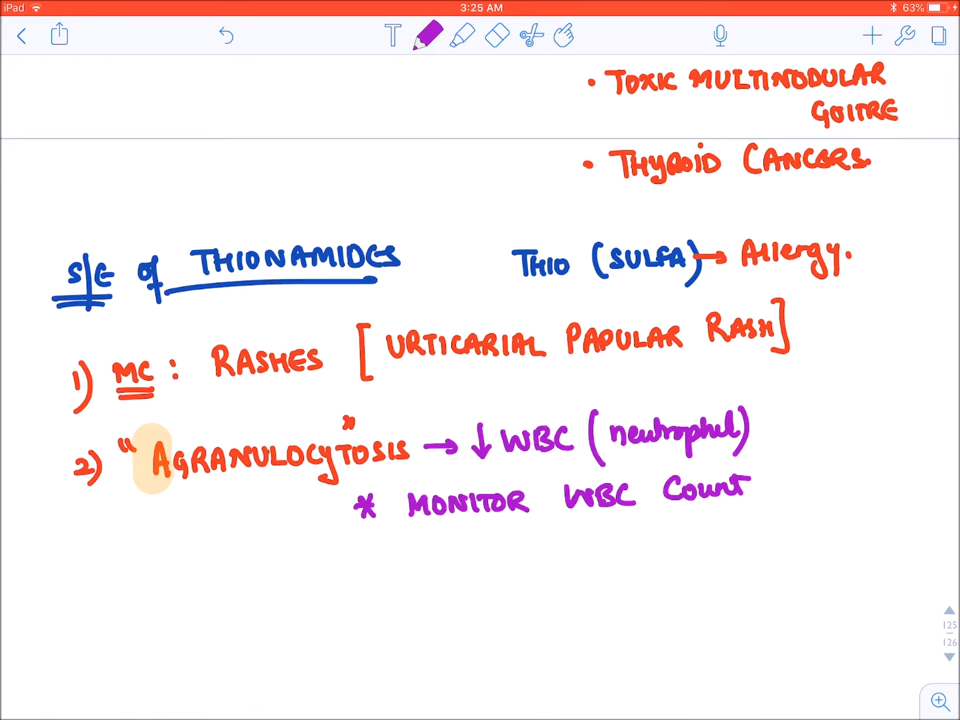 iPad
3:25 AM
63%
T
• TOXIC MULTINODULAR
GOITRE
• THYROID CANCERS
S/E of THIONAMIDES
THIO (SULFA) → Allergy.
1) MC : RASHES [URTICARIAL PAPULAR RASH]
2) "AGRANULOCYTOSIS" → ↓ WBC (neutrophil)
* MONITOR WBC Count
125
126